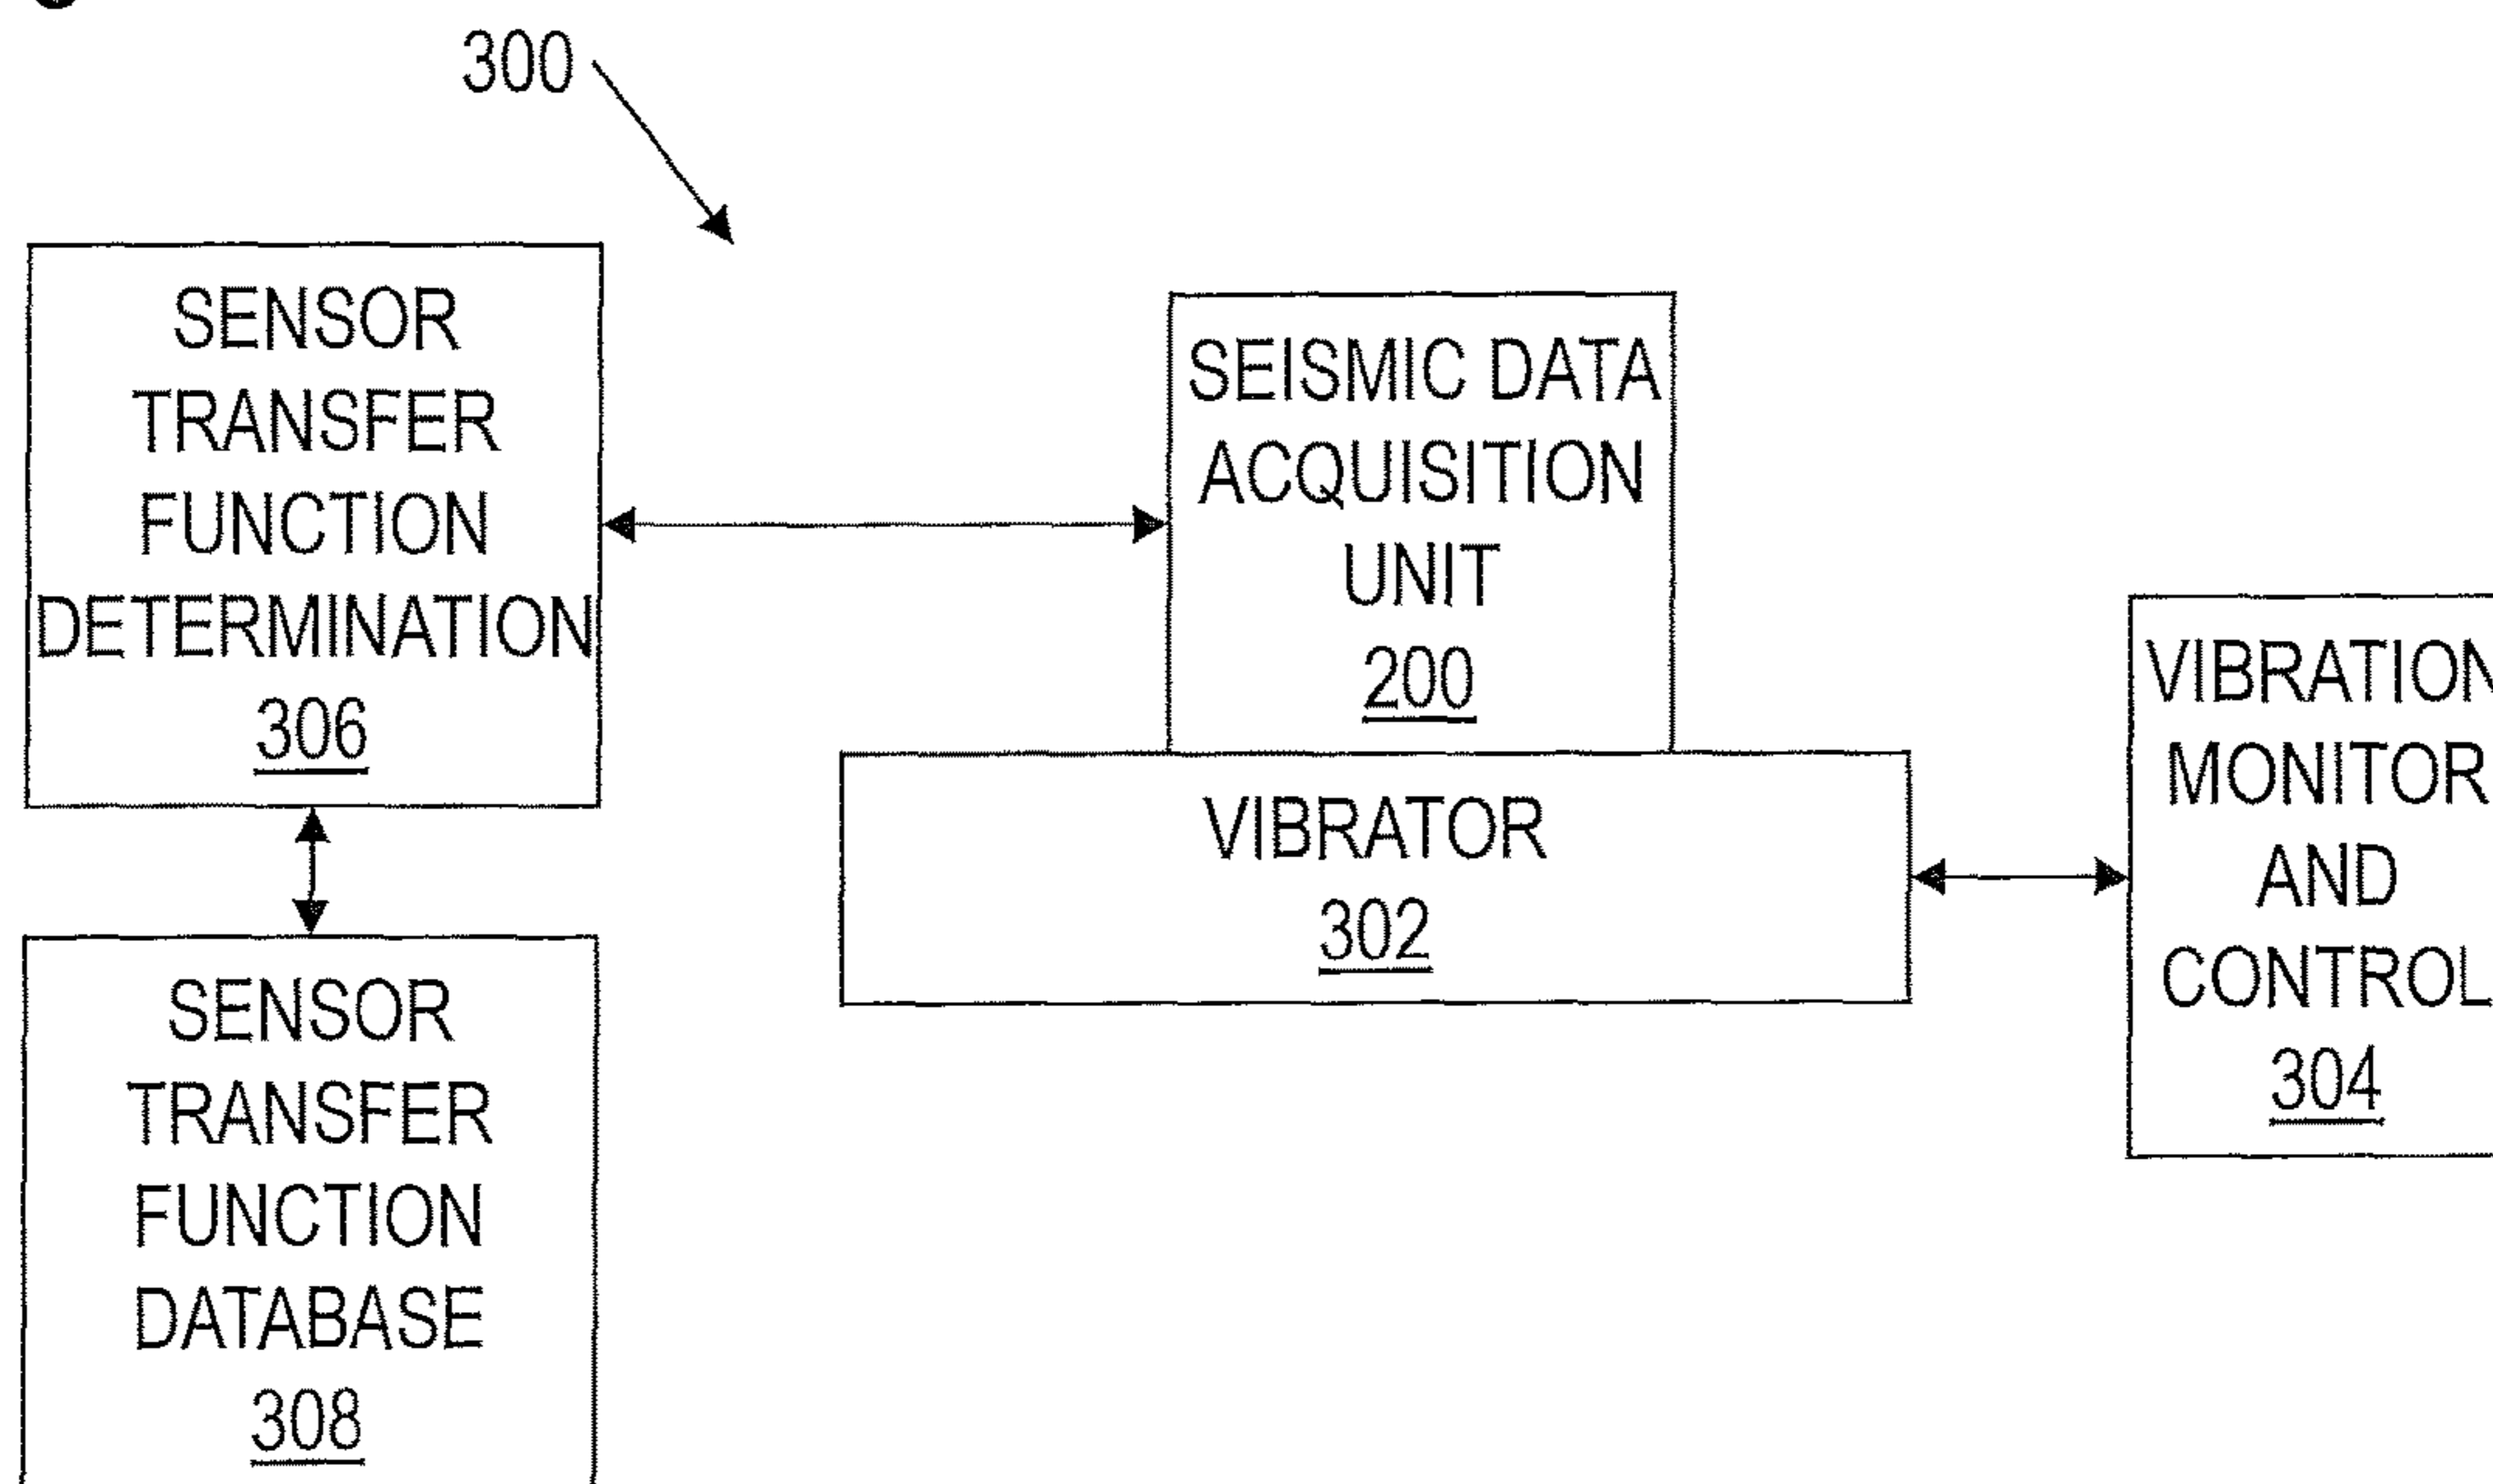 300
SENSOR
TRANSFER
FUNCTION
DETERMINATION
306
SEISMIC DATA
ACQUISITION
UNIT
200
VIBRATOR
302
VIBRATION
MONITOR
AND
CONTROL
304
SENSOR
TRANSFER
FUNCTION
DATABASE
308